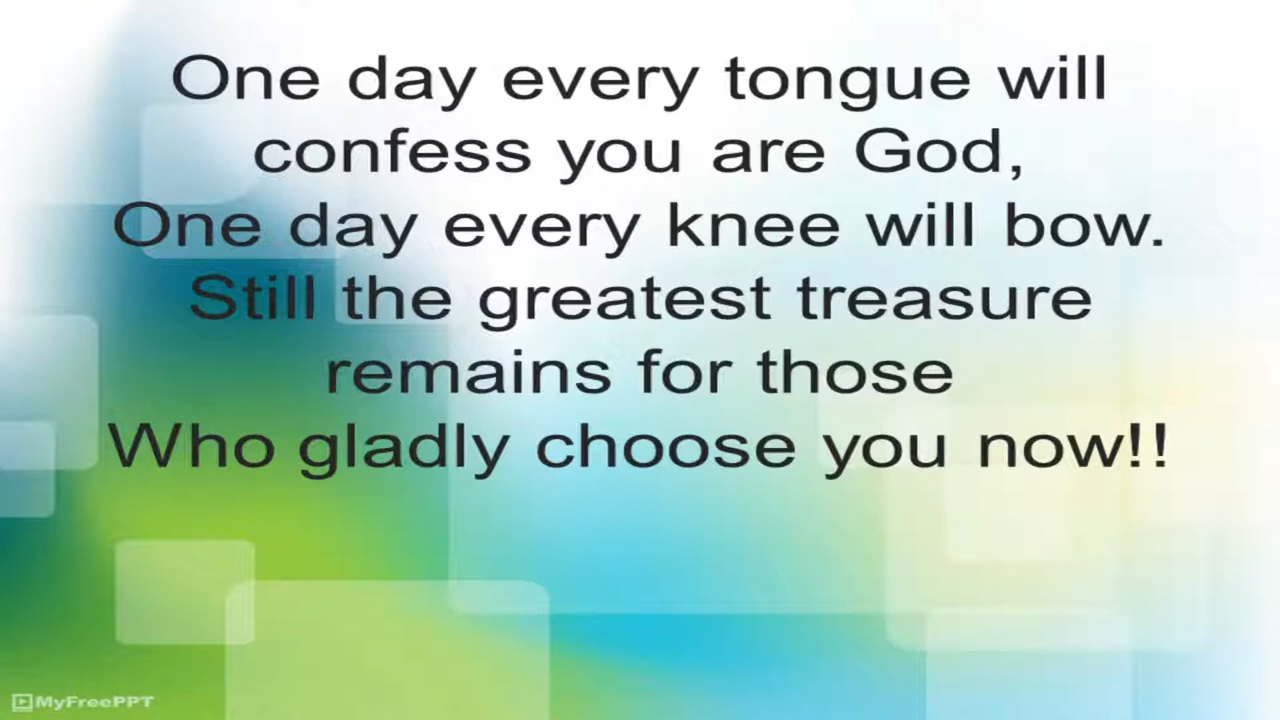 One day every tongue will
confess you are God,
One day every knee will bow.
Still the greatest treasure
remains for those
Who gladly choose you now!!
MyFreePPT